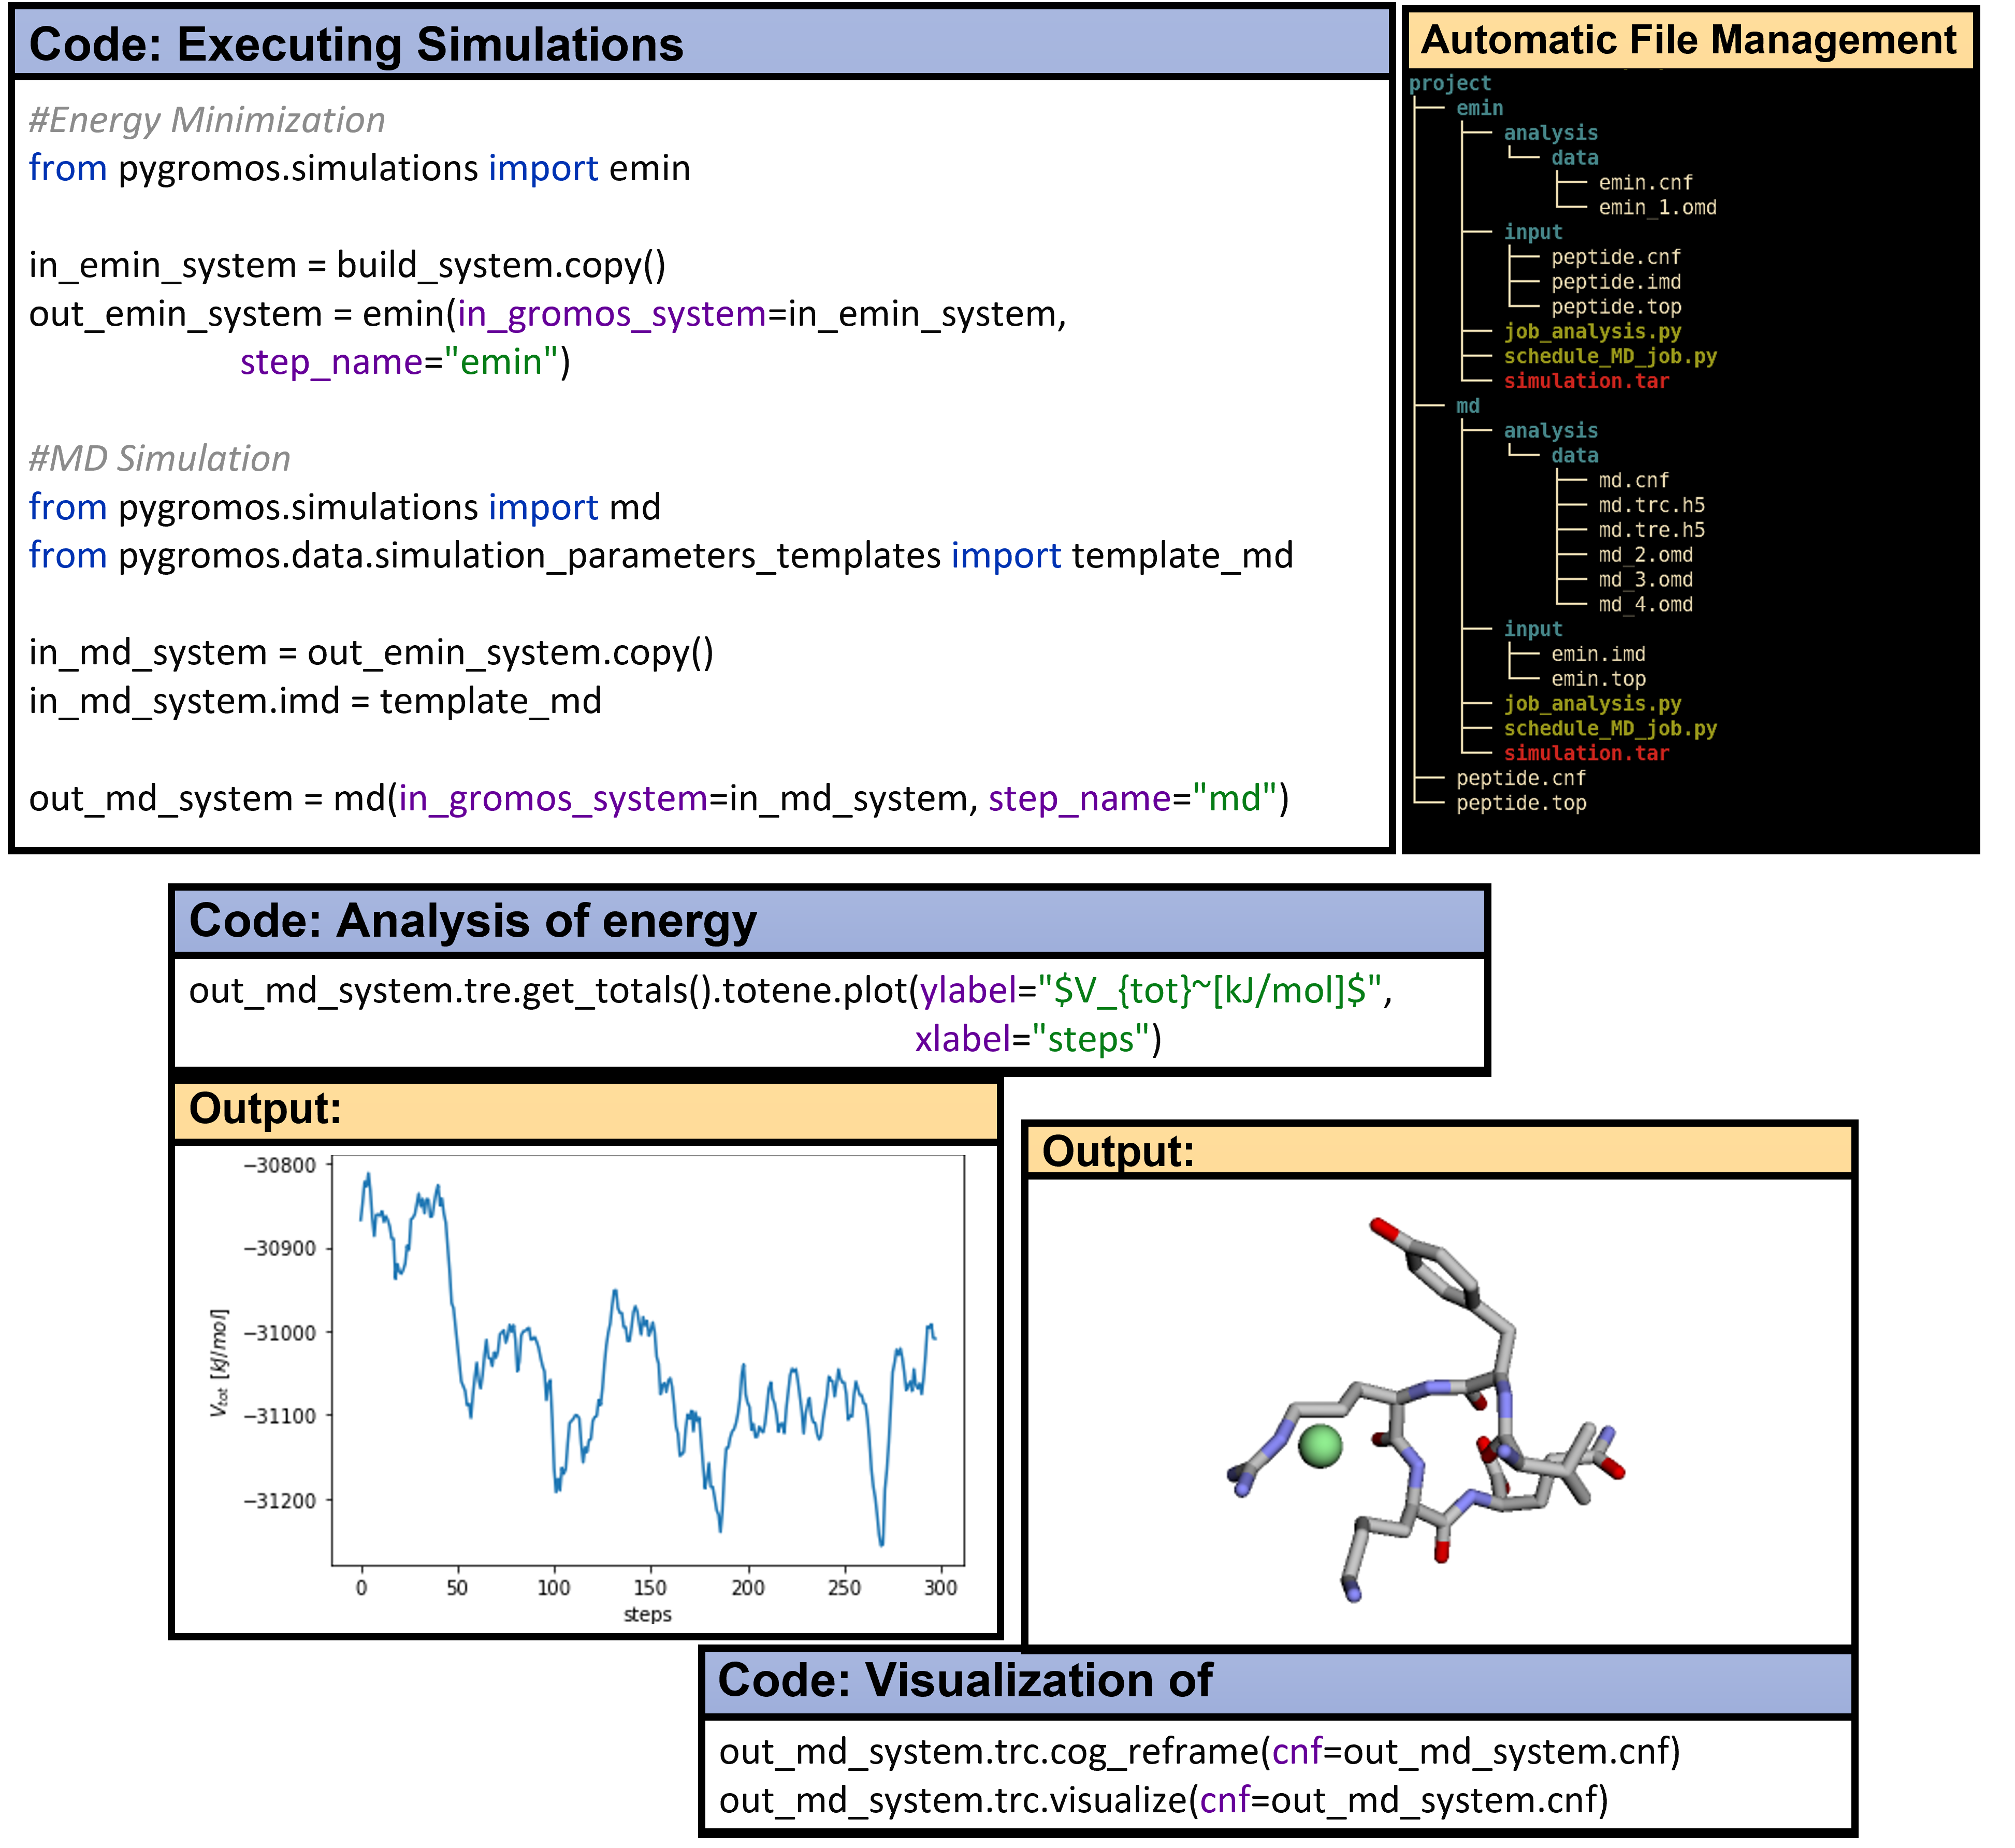 Code: Executing Simulations
#Energy Minimization
from pygromos.simulations import emin
in_emin_system = build_system.copy()
out_emin_system = emin(in_gromos_system=in_emin_system,
step_name="emin")
#MD Simulation
from pygromos.simulations import md
from pygromos.data.simulation_parameters_templates import template_md
in_md_system = out_emin_system.copy()
in_md_system.imd = template_md
out_md_system = md(in_gromos_system=in_md_system, step_name="md")
Automatic File Management
project
emin
analysis
data
emin.cnf
emin_1.omd
input
peptide.cnf
peptide.imd
peptide.top
job_analysis.py
schedule_MD_job.py
simulation.tar
md
analysis
data
md.cnf
md.trc.h5
md.tre.h5
md_2.omd
md_3.omd
md_4.omd
input
emin.imd
emin.top
job_analysis.py
schedule_MD_job.py
simulation.tar
peptide.cnf
peptide.top
Code: Analysis of energy
out_md_system.tre.get_totals().totene.plot(ylabel="$V_{tot}~[kJ/mol]$",
xlabel="steps")
Output:
−30800
−30900
−31000
−31100
−31200
V_tot [kJ/mol]
0 50 100 150 200 250 300
steps
Output:
Code: Visualization of
out_md_system.trc.cog_reframe(cnf=out_md_system.cnf)
out_md_system.trc.visualize(cnf=out_md_system.cnf)